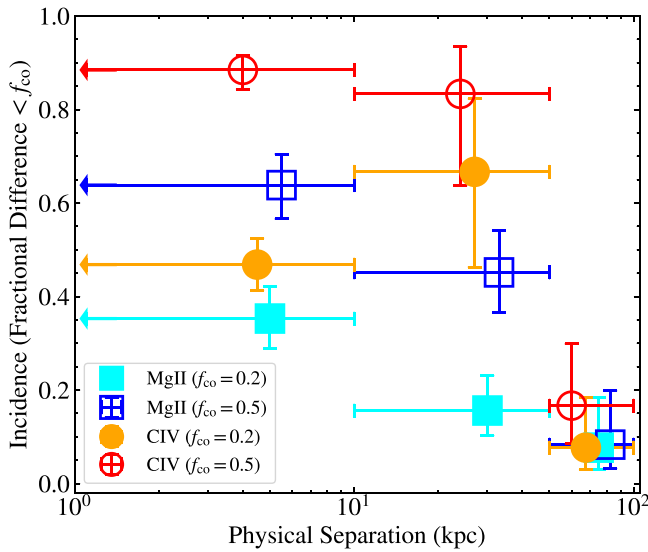 Incidence (Fractional Difference < f_co)
1.0
0.8
0.6
0.4
0.2
0.0
MgII (f_co = 0.2)
MgII (f_co = 0.5)
CIV (f_co = 0.2)
CIV (f_co = 0.5)
10^0 10^1 10^2
Physical Separation (kpc)